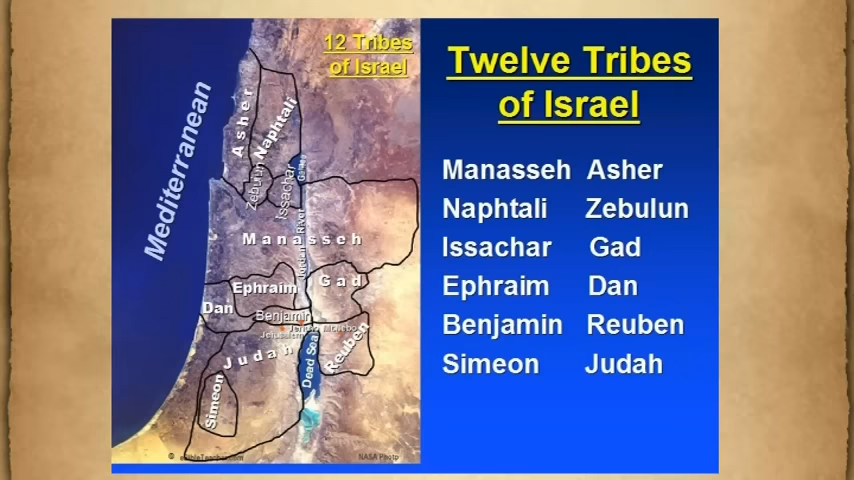 12 Tribes
of Israel
Mediterranean
Asher
Naphtali
Zebulun
Issachar
Galilee
Jordan River
Manasseh
Ephraim
Gad
Dan
Benjamin
Jericho
Mt Nebo
Jerusalem
Judah
Dead Sea
Reuben
Simeon
NASA Photo
Twelve Tribes
of Israel
Manasseh Asher
Naphtali Zebulun
Issachar Gad
Ephraim Dan
Benjamin Reuben
Simeon Judah